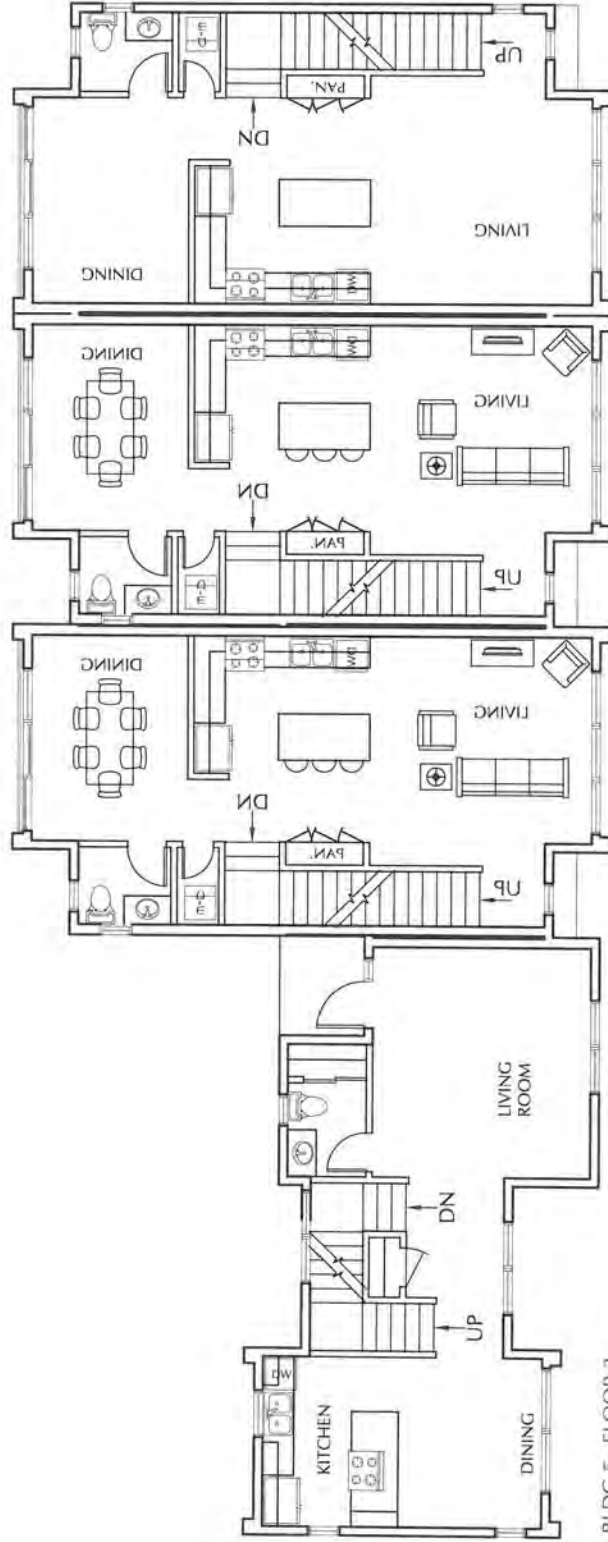 DINING
PAN.
DN
UP
LIVING
DW
DINING
PAN.
DN
UP
LIVING
DW
DINING
PAN.
DN
UP
LIVING
DW
LIVING
ROOM
DN
UP
KITCHEN
DW
DINING